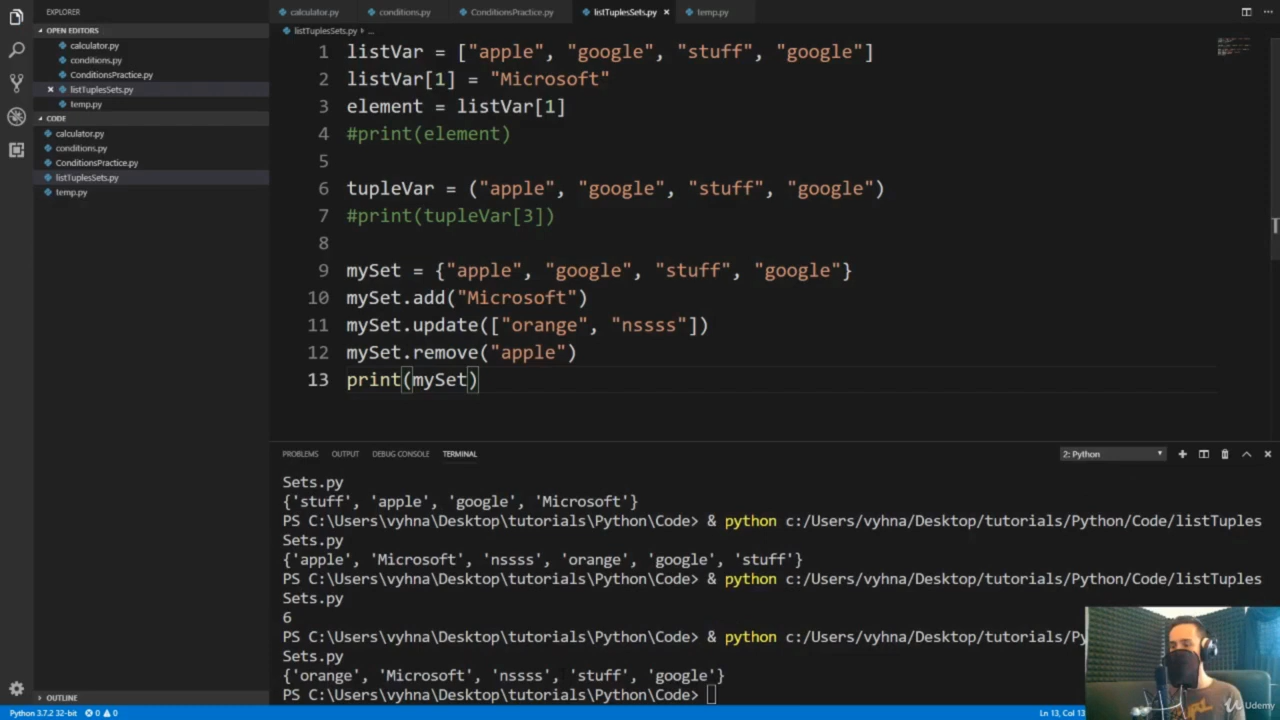 EXPLORER
OPEN EDITORS
calculator.py
conditions.py
ConditionsPractice.py
× listTuplesSets.py
temp.py
CODE
calculator.py
conditions.py
ConditionsPractice.py
listTuplesSets.py
temp.py
OUTLINE
calculator.py conditions.py ConditionsPractice.py listTuplesSets.py × temp.py
listTuplesSets.py ▸ ...
1 listVar = ["apple", "google", "stuff", "google"]
2 listVar[1] = "Microsoft"
3 element = listVar[1]
4 #print(element)
5
6 tupleVar = ("apple", "google", "stuff", "google")
7 #print(tupleVar[3])
8
9 mySet = {"apple", "google", "stuff", "google"}
10 mySet.add("Microsoft")
11 mySet.update(["orange", "nssss"])
12 mySet.remove("apple")
13 print(mySet)
PROBLEMS OUTPUT DEBUG CONSOLE TERMINAL 2: Python
Sets.py
{'stuff', 'apple', 'google', 'Microsoft'}
PS C:\Users\vyhna\Desktop\tutorials\Python\Code> & python c:/Users/vyhna/Desktop/tutorials/Python/Code/listTuples
Sets.py
{'apple', 'Microsoft', 'nssss', 'orange', 'google', 'stuff'}
PS C:\Users\vyhna\Desktop\tutorials\Python\Code> & python c:/Users/vyhna/Desktop/tutorials/Python/Code/listTuples
Sets.py
6
PS C:\Users\vyhna\Desktop\tutorials\Python\Code> & python c:/Users/vyhna/Desktop/tutorials/Py
Sets.py
{'orange', 'Microsoft', 'nssss', 'stuff', 'google'}
PS C:\Users\vyhna\Desktop\tutorials\Python\Code>
Python 3.7.2 32-bit 0 0 Ln 13, Col 13
Udemy